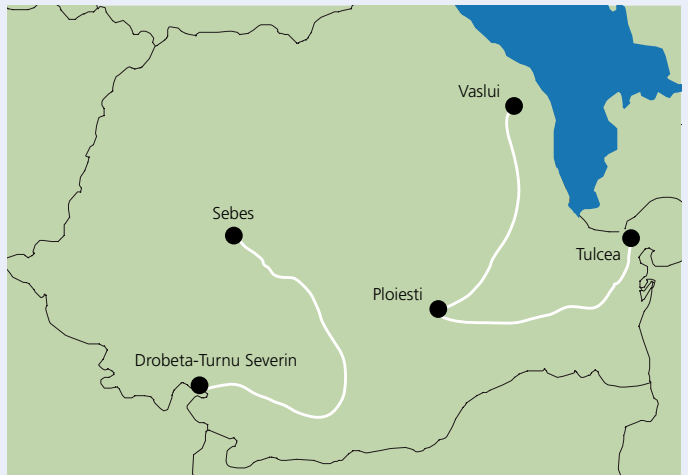 Vaslui
Sebes
Tulcea
Ploiesti
Drobeta-Turnu Severin